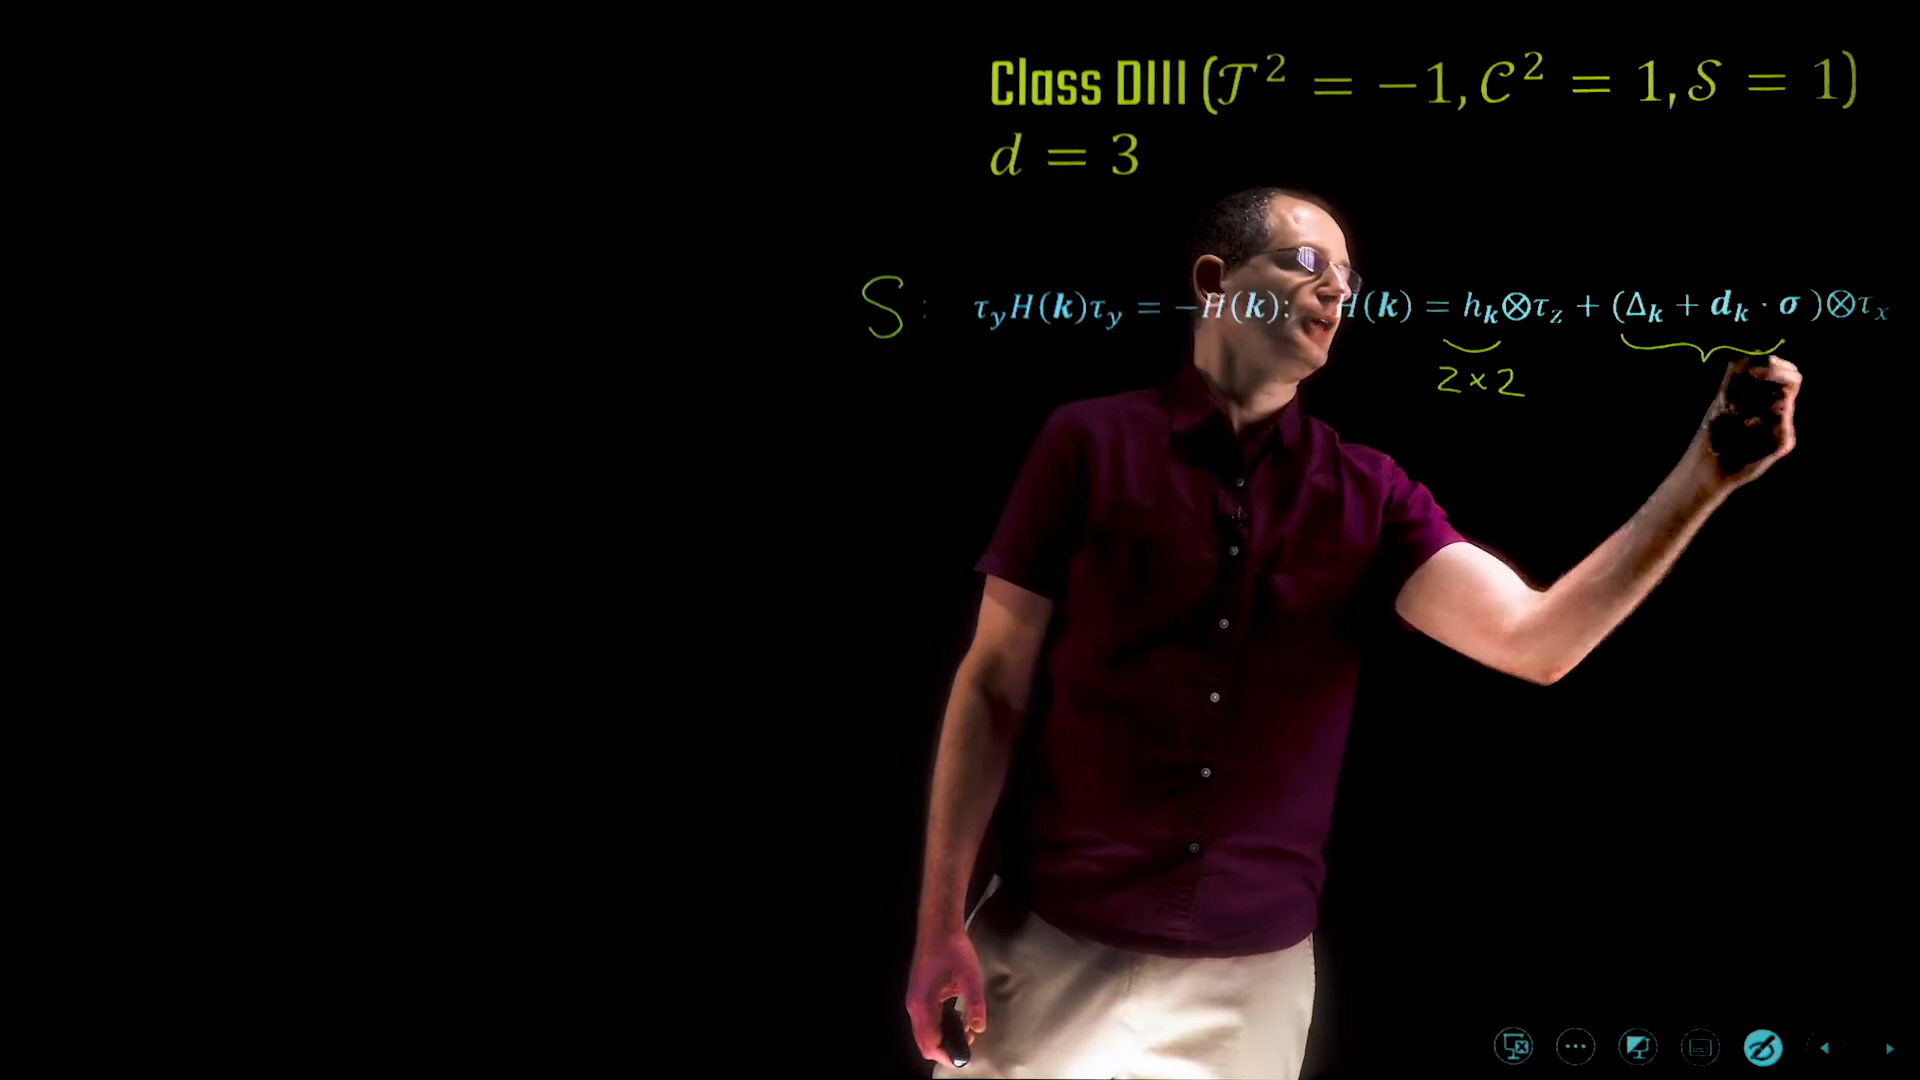 Class DIII (𝒯² = −1, 𝒞² = 1, 𝒮 = 1)
d = 3
S : τ_y H(k) τ_y = −H(k): H(k) = h_k ⊗ τ_z + (Δ_k + d_k · σ ) ⊗ τ_x
2 × 2